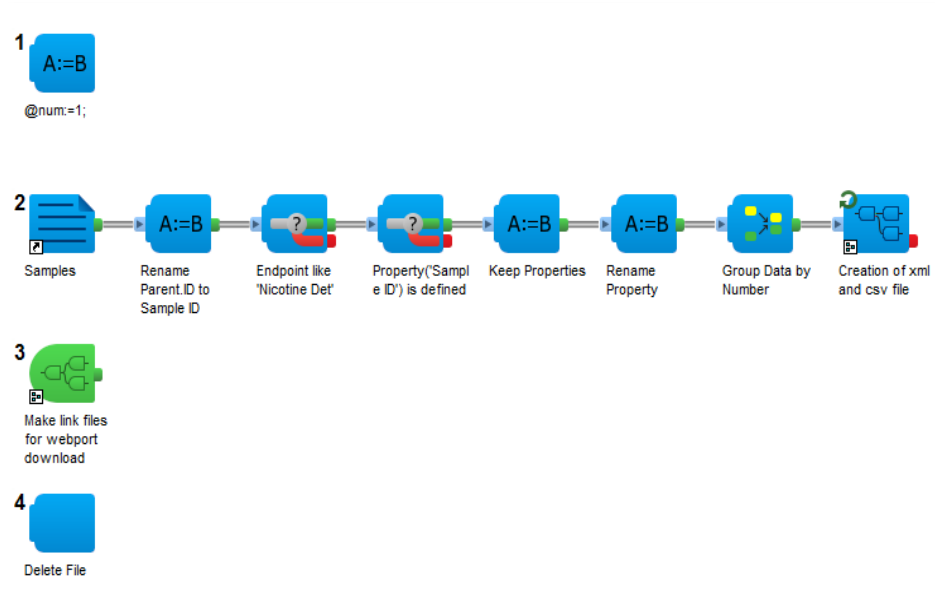 1
A:=B
@num:=1;
2
A:=B
?
?
A:=B
A:=B
Samples
Rename
Parent.ID to
Sample ID
Endpoint like
'Nicotine Det'
Property('Sampl
e ID') is defined
Keep Properties
Rename
Property
Group Data by
Number
Creation of xml
and csv file
3
Make link files
for webport
download
4
Delete File